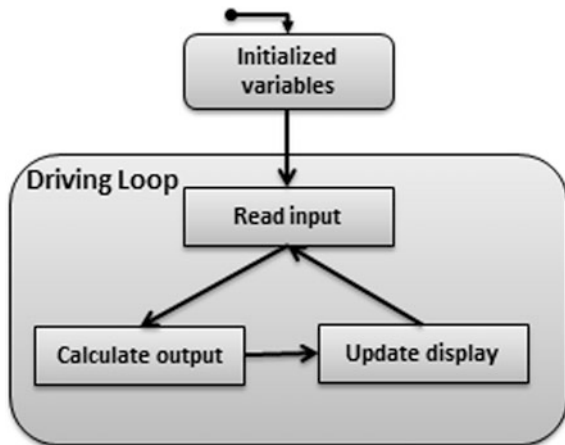 Initialized
variables
Driving Loop
Read input
Calculate output
Update display